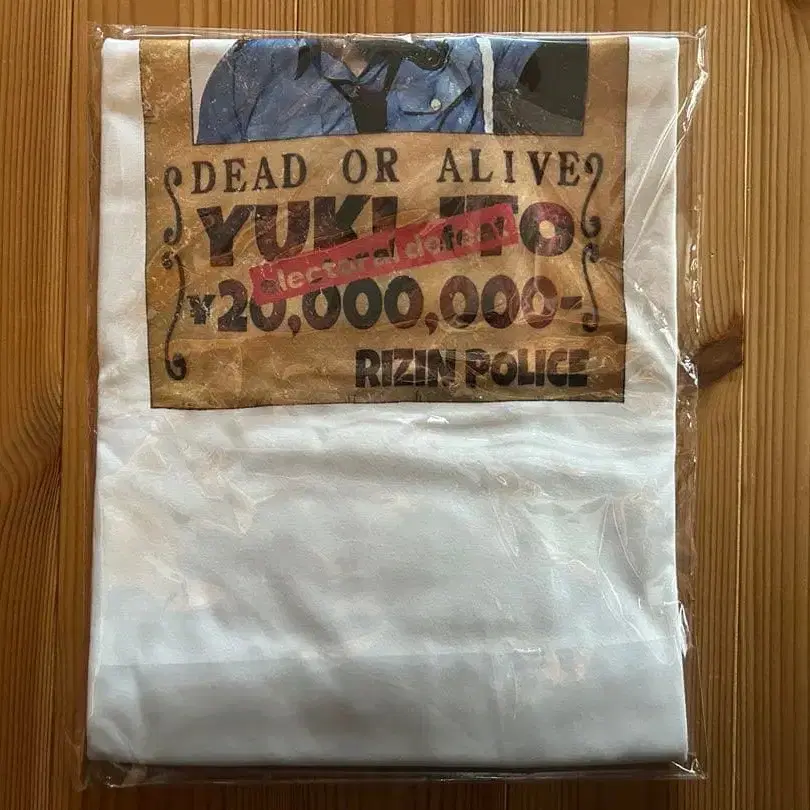 DEAD OR ALIVE
YUKI ITO
electoral defeat
¥20,000,000-
RIZIN POLICE